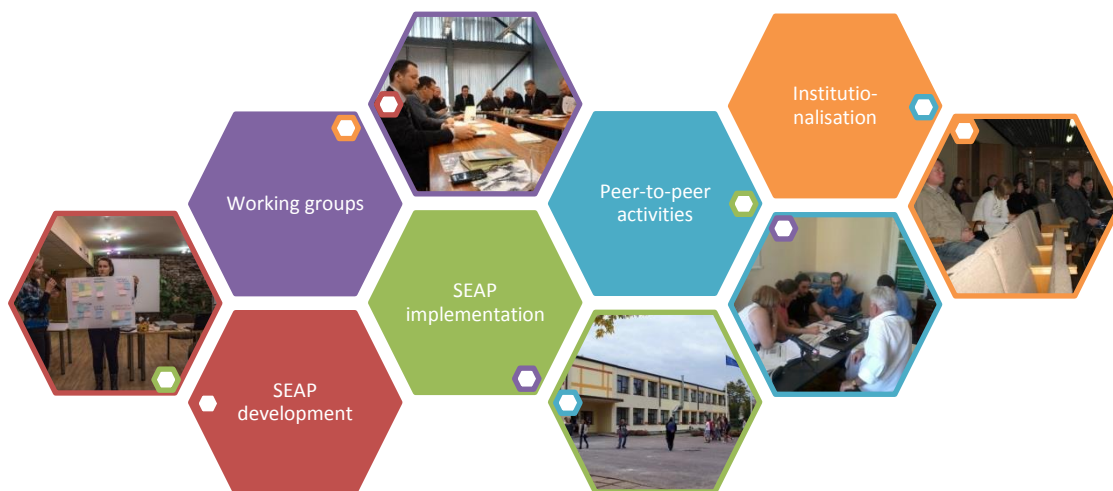 Institutio-
nalisation
Working groups
Peer-to-peer
activities
SEAP
implementation
SEAP
development